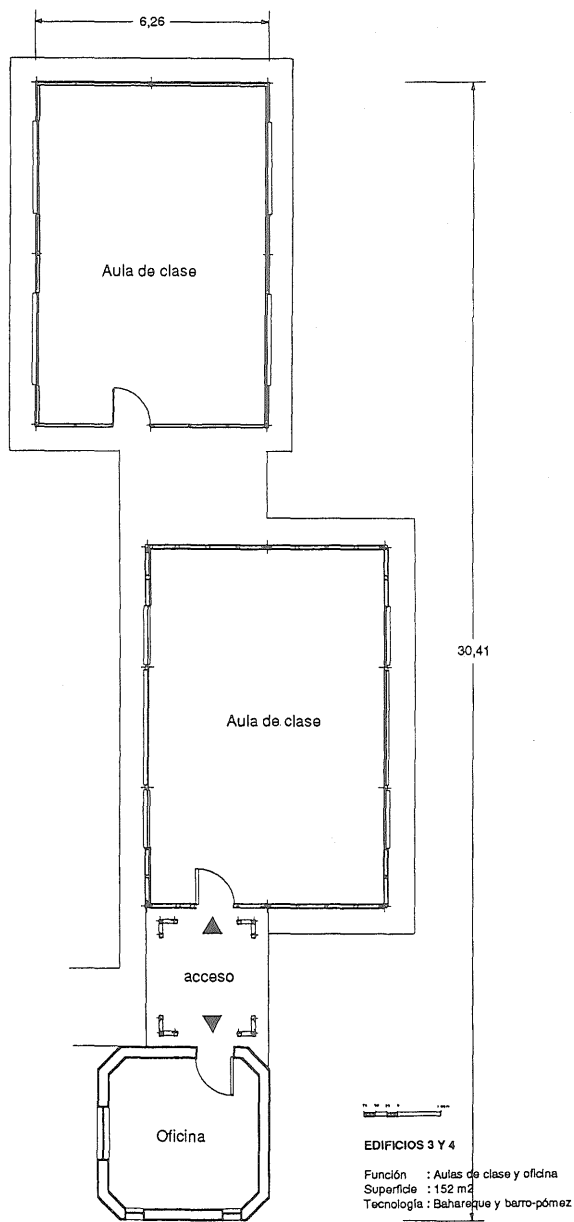 6,26
Aula de clase
30,41
Aula de clase
acceso
Oficina
EDIFICIOS 3 Y 4
Función : Aulas de clase y oficina
Superficie : 152 m2
Tecnología : Bahareque y barro-pómez